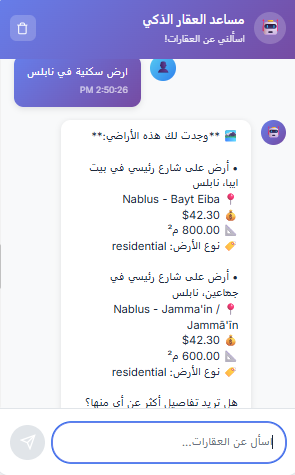 مساعد العقار الذكي
اسألني عن العقارات!
ارض سكنية في نابلس
2:50:26 PM
🏞️ **وجدت لك هذه الأراضي:**
• أرض على شارع رئيسي في بيت
ايبا، نابلس
📍 Nablus - Bayt Eiba
💰 $42.30
📐 800.00 م²
🏷️ نوع الأرض: residential
• أرض على شارع رئيسي في
جماعين، نابلس
📍 Nablus - Jamma'in /
Jammā'īn
💰 $42.30
📐 600.00 م²
🏷️ نوع الأرض: residential
هل تريد تفاصيل أكثر عن أي منها؟
اسأل عن العقارات...